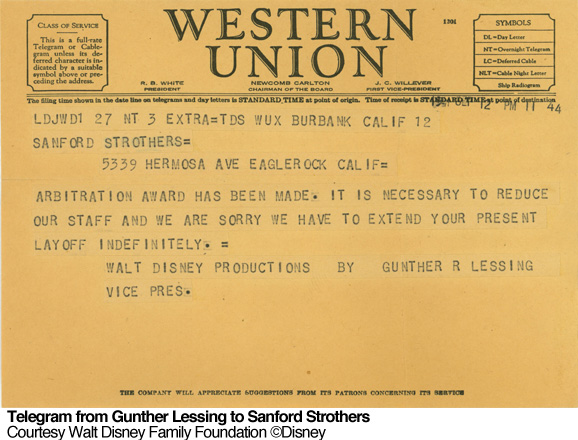 CLASS OF SERVICE
This is a full-rate
Telegram or Cable-
gram unless its de-
ferred character is
indicated by a suitable
symbol above or pre-
ceding the address.
WESTERN
UNION
R. B. WHITE
PRESIDENT
NEWCOMB CARLTON
CHAIRMAN OF THE BOARD
J. C. WILLEVER
FIRST VICE-PRESIDENT
1201
SYMBOLS
DL=Day Letter
NT=Overnight Telegram
LC=Deferred Cable
NLT=Cable Night Letter
Ship Radiogram
The filing time shown in the date line on telegrams and day letters is STANDARD TIME at point of origin. Time of receipt is STANDARD TIME at point of destination
OCT 12 PM 11 44
LDJWD1 27 NT 3 EXTRA=TDS WUX BURBANK CALIF 12
SANFORD STROTHERS=
5339 HERMOSA AVE EAGLEROCK CALIF=
ARBITRATION AWARD HAS BEEN MADE. IT IS NECESSARY TO REDUCE
OUR STAFF AND WE ARE SORRY WE HAVE TO EXTEND YOUR PRESENT
LAYOFF INDEFINITELY. =
WALT DISNEY PRODUCTIONS BY GUNTHER R LESSING
VICE PRES.
THE COMPANY WILL APPRECIATE SUGGESTIONS FROM ITS PATRONS CONCERNING ITS SERVICE
Telegram from Gunther Lessing to Sanford Strothers
Courtesy Walt Disney Family Foundation ©Disney